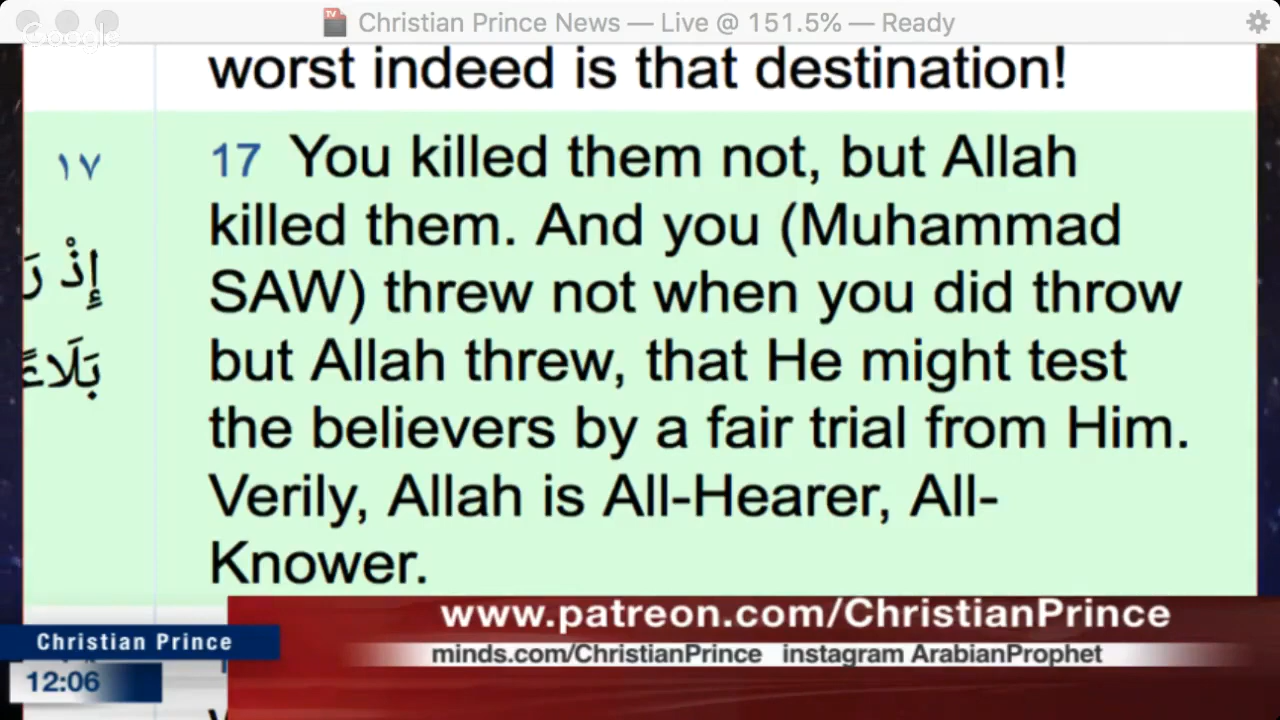 Christian Prince News — Live @ 151.5% — Ready
Google
worst indeed is that destination!
١٧
17 You killed them not, but Allah
killed them. And you (Muhammad
إِذْ رَ
SAW) threw not when you did throw
but Allah threw, that He might test
بَلَاءً
the believers by a fair trial from Him.
Verily, Allah is All-Hearer, All-
Knower.
www.patreon.com/ChristianPrince
Christian Prince
minds.com/ChristianPrince instagram ArabianProphet
12:06